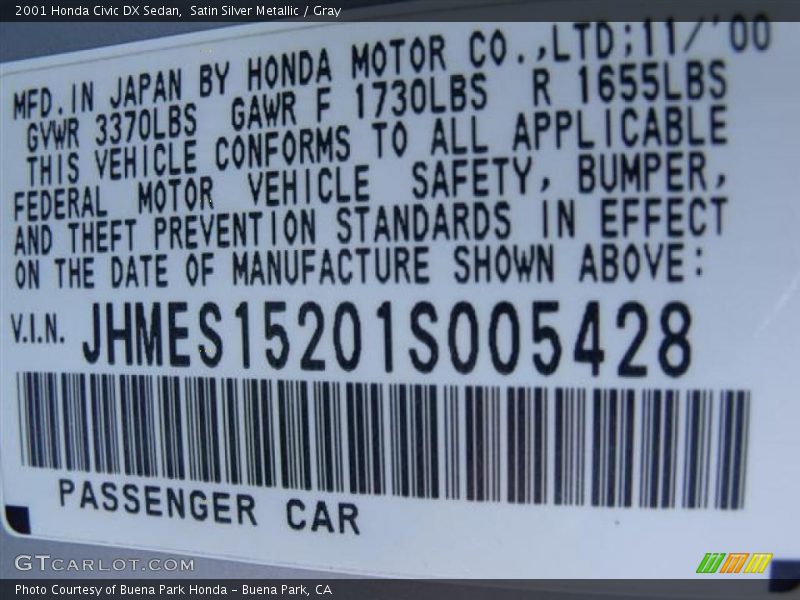 2001 Honda Civic DX Sedan, Satin Silver Metallic / Gray
MFD.IN JAPAN BY HONDA MOTOR CO.,LTD;11/'00
GVWR 3370LBS GAWR F 1730LBS R 1655LBS
THIS VEHICLE CONFORMS TO ALL APPLICABLE
FEDERAL MOTOR VEHICLE SAFETY, BUMPER,
AND THEFT PREVENTION STANDARDS IN EFFECT
ON THE DATE OF MANUFACTURE SHOWN ABOVE:
V.I.N. JHMES15201S005428
PASSENGER CAR
GTCARLOT.COM
Photo Courtesy of Buena Park Honda - Buena Park, CA